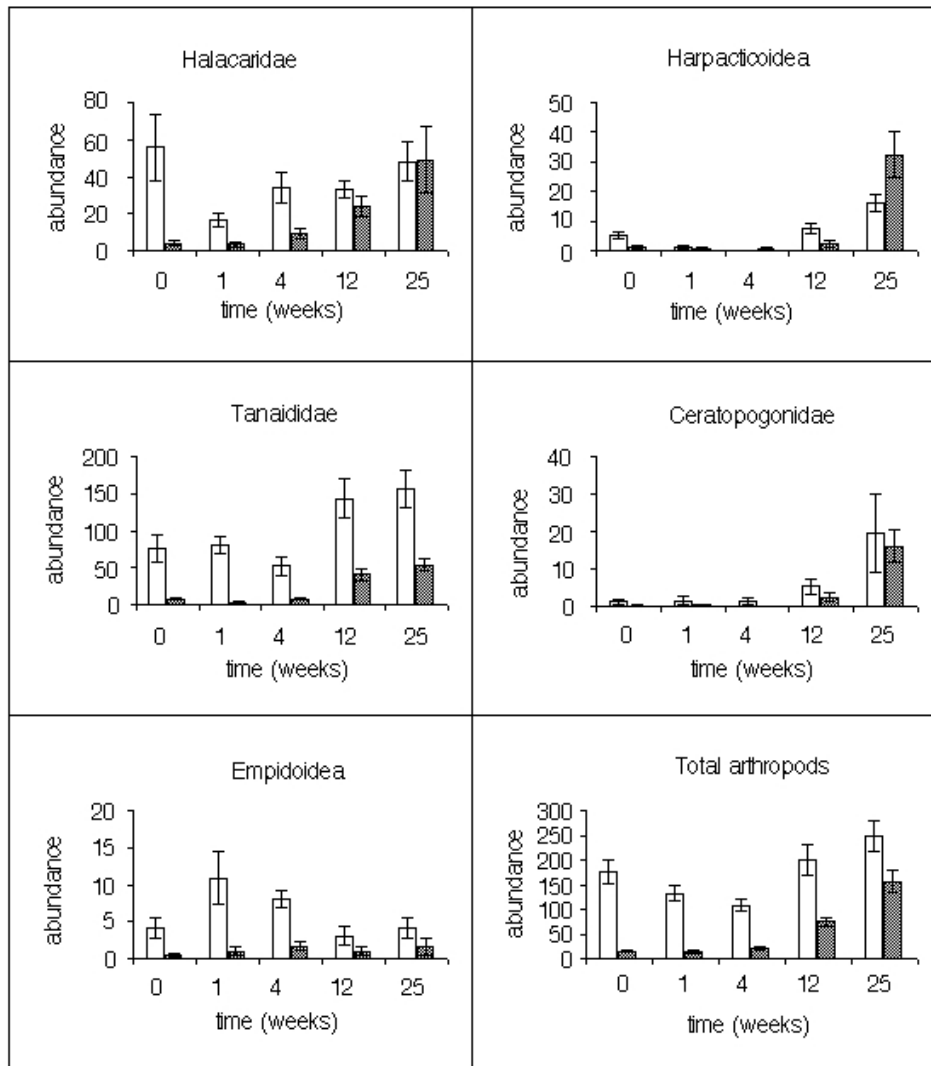 Halacaridae
80
60
40
20
0
abundance
0 1 4 12 25
time (weeks)
Harpacticoidea
50
40
30
20
10
0
abundance
0 1 4 12 25
time (weeks)
Tanaididae
200
150
100
50
0
abundance
0 1 4 12 25
time (weeks)
Ceratopogonidae
40
30
20
10
0
abundance
0 1 4 12 25
time (weeks)
Empidoidea
20
15
10
5
0
abundance
0 1 4 12 25
time (weeks)
Total arthropods
300
250
200
150
100
50
0
abundance
0 1 4 12 25
time (weeks)